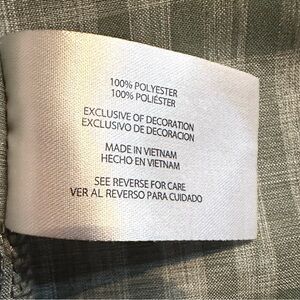 100% POLYESTER
100% POLIÉSTER
EXCLUSIVE OF DECORATION
EXCLUSIVO DE DECORACION
MADE IN VIETNAM
HECHO EN VIETNAM
SEE REVERSE FOR CARE
VER AL REVERSO PARA CUIDADO